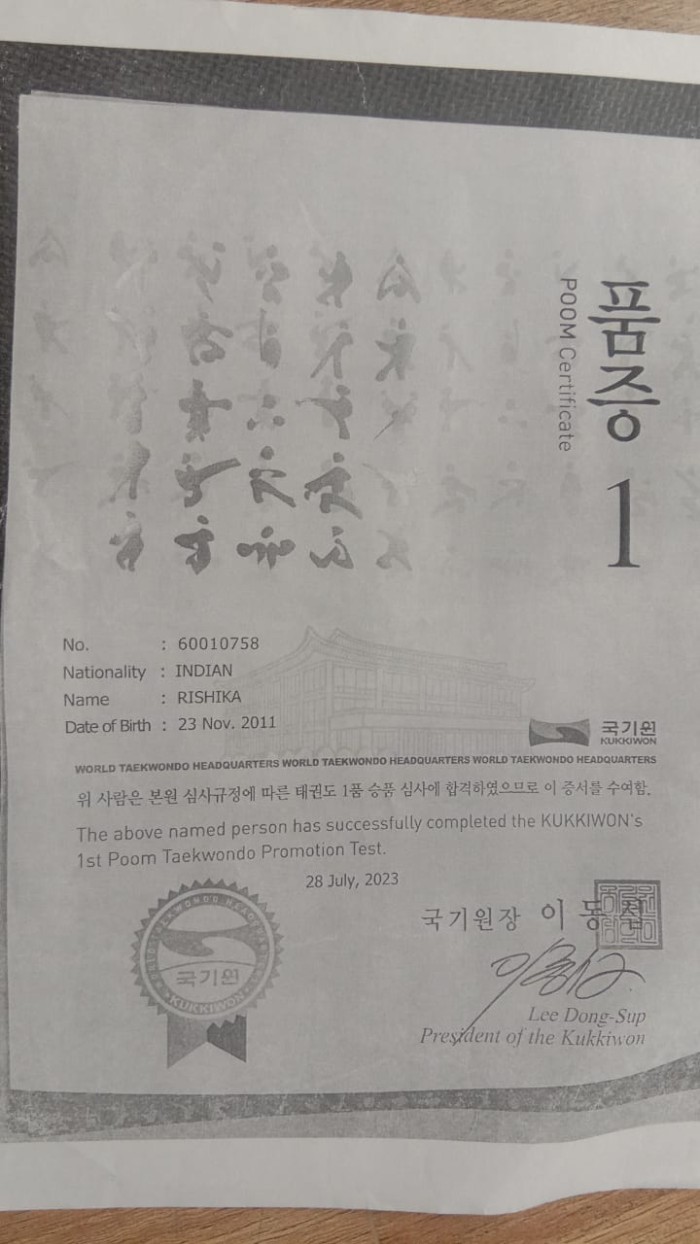 품증
POOM Certificate
1
No. : 60010758
Nationality : INDIAN
Name : RISHIKA
Date of Birth : 23 Nov. 2011
국기원
KUKKIWON
WORLD TAEKWONDO HEADQUARTERS WORLD TAEKWONDO HEADQUARTERS WORLD TAEKWONDO HEADQUARTERS
위 사람은 본원 심사규정에 따른 태권도 1품 승품 심사에 합격하였으므로 이 증서를 수여함.
The above named person has successfully completed the KUKKIWON's
1st Poom Taekwondo Promotion Test.
28 July, 2023
국기원장 이 동 섭
국기원
KUKKIWON
Lee Dong-Sup
President of the Kukkiwon